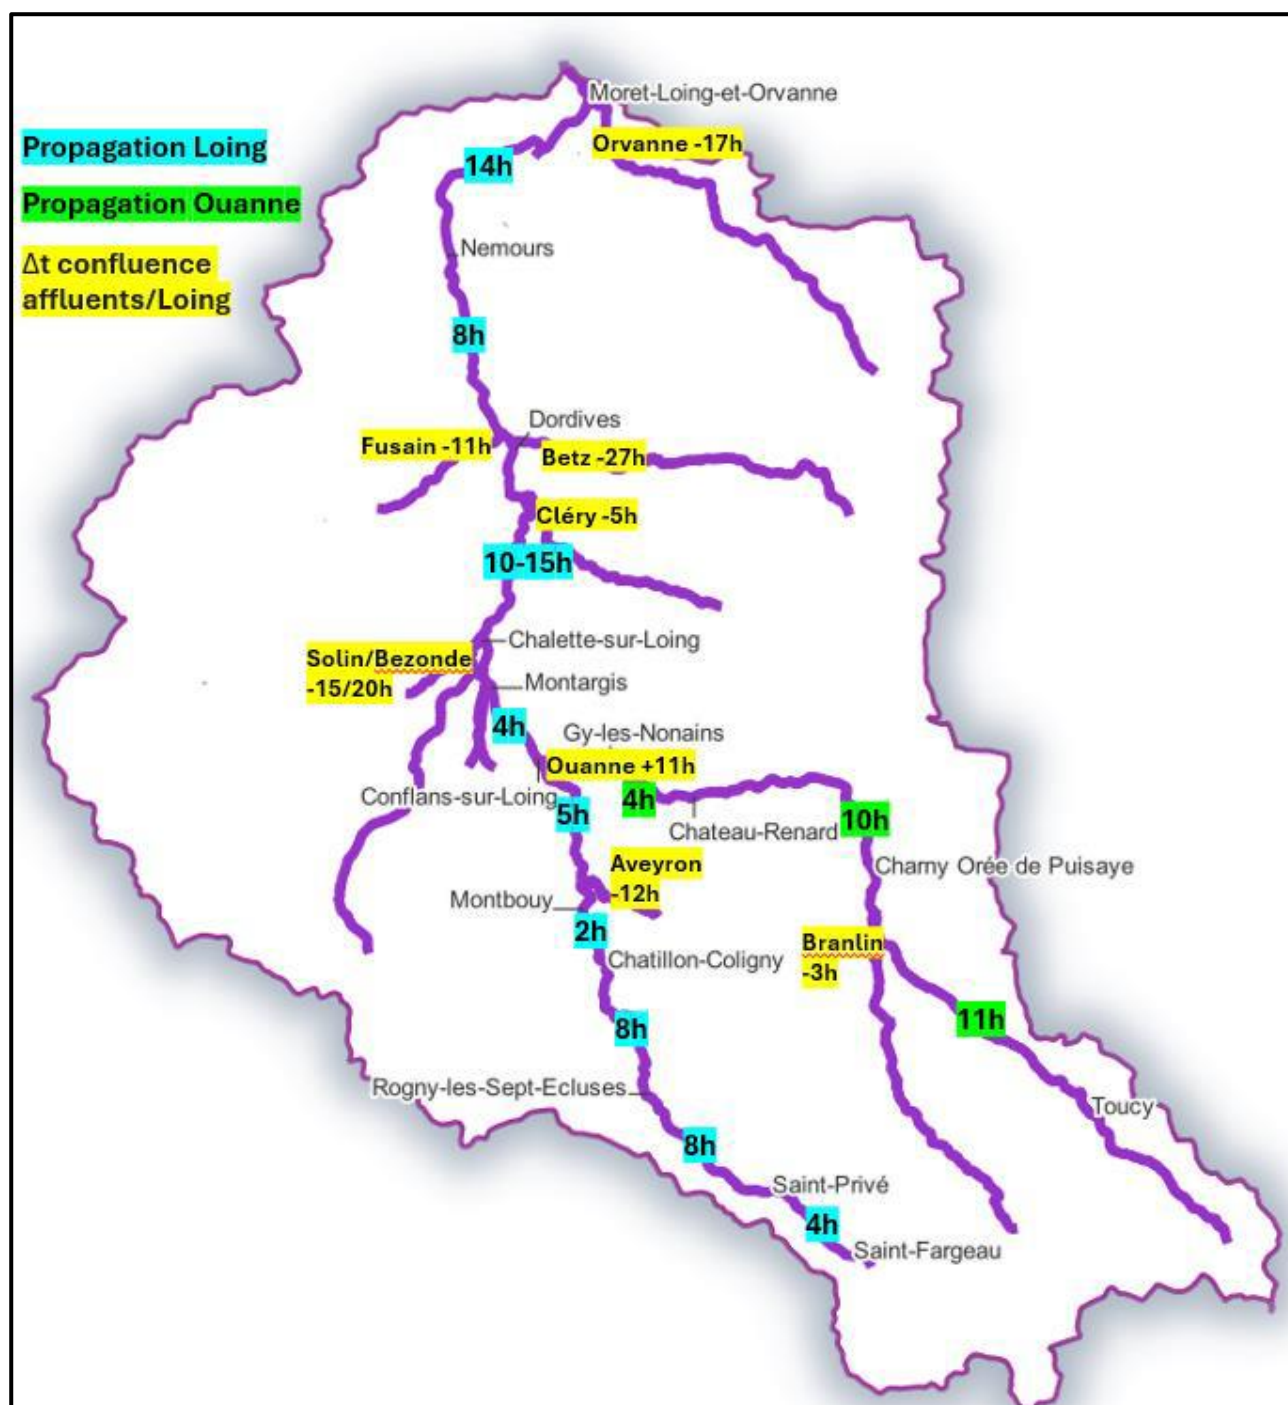 Moret-Loing-et-Orvanne
Propagation Loing
Orvanne -17h
14h
Propagation Ouanne
Nemours
Δt confluence
affluents/Loing
8h
Dordives
Fusain -11h
Betz -27h
Cléry -5h
10-15h
Chalette-sur-Loing
Solin/Bezonde
-15/20h
Montargis
4h
Gy-les-Nonains
Ouanne +11h
Conflans-sur-Loing
4h
5h
Chateau-Renard
10h
Aveyron
-12h
Charny Orée de Puisaye
Montbouy
2h
Branlin
-3h
Chatillon-Coligny
11h
8h
Rogny-les-Sept-Ecluses
Toucy
8h
Saint-Privé
4h
Saint-Fargeau